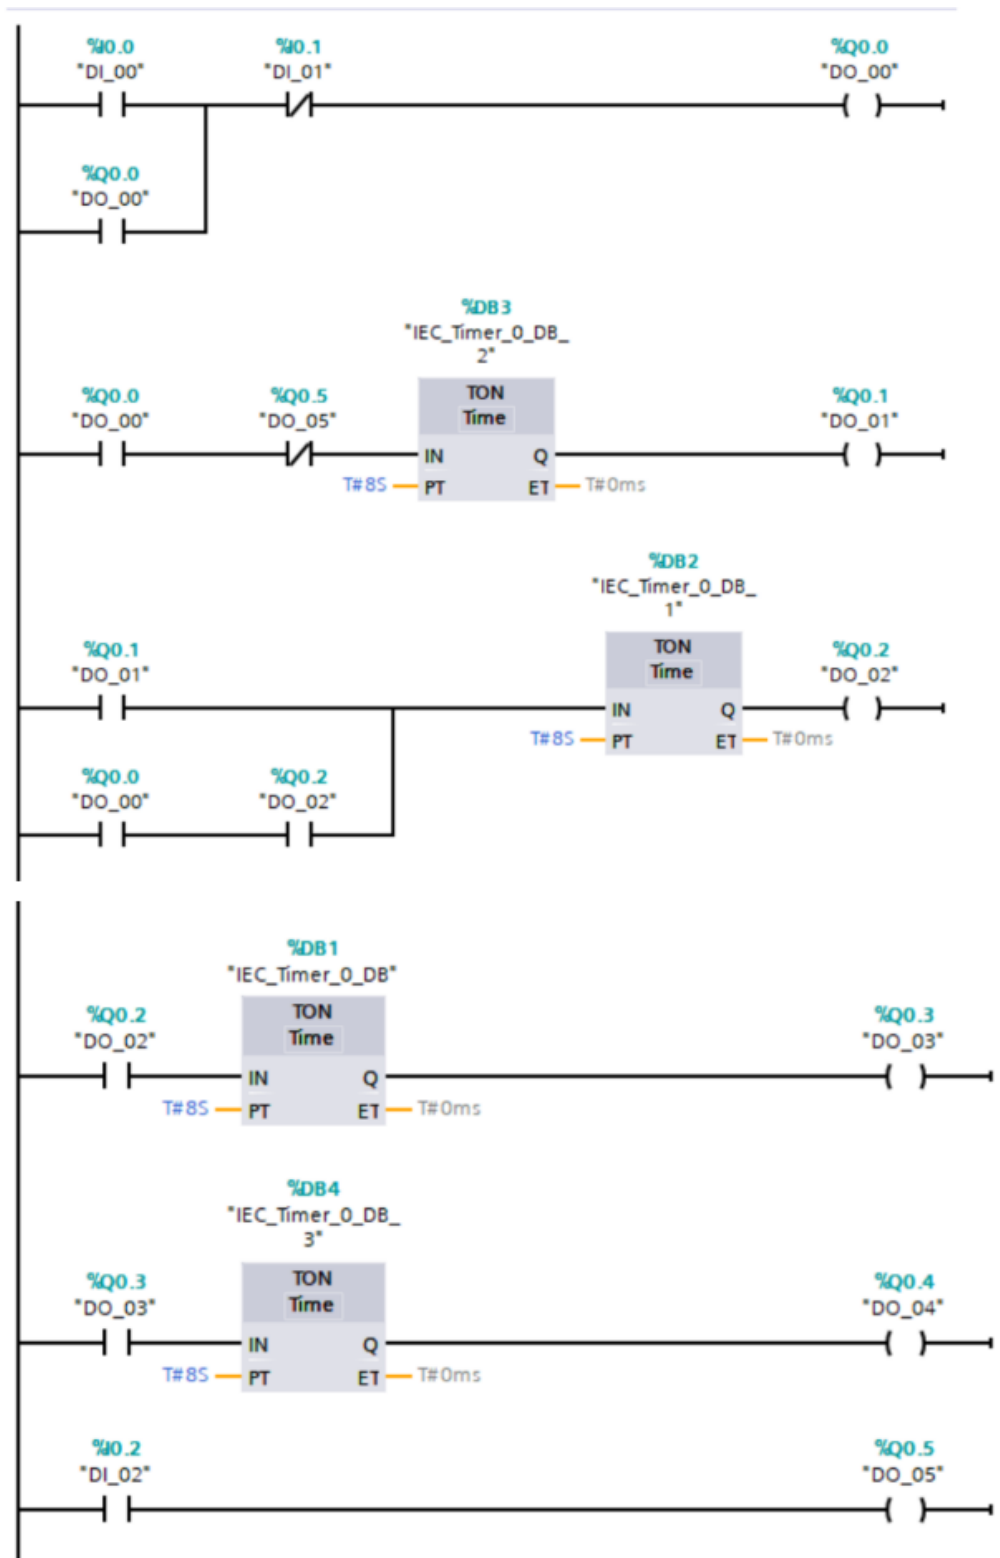 %I0.0 %I0.1 %Q0.0
"DI_00" "DI_01" "DO_00"
%Q0.0
"DO_00"
%DB3
"IEC_Timer_0_DB_
2"
%Q0.0 %Q0.5 TON %Q0.1
"DO_00" "DO_05" Time "DO_01"
IN Q
T#8S PT ET T#0ms
%DB2
"IEC_Timer_0_DB_
1"
%Q0.1 TON %Q0.2
"DO_01" Time "DO_02"
IN Q
T#8S PT ET T#0ms
%Q0.0 %Q0.2
"DO_00" "DO_02"
%DB1
"IEC_Timer_0_DB"
%Q0.2 TON %Q0.3
"DO_02" Time "DO_03"
IN Q
T#8S PT ET T#0ms
%DB4
"IEC_Timer_0_DB_
3"
%Q0.3 TON %Q0.4
"DO_03" Time "DO_04"
IN Q
T#8S PT ET T#0ms
%I0.2 %Q0.5
"DI_02" "DO_05"